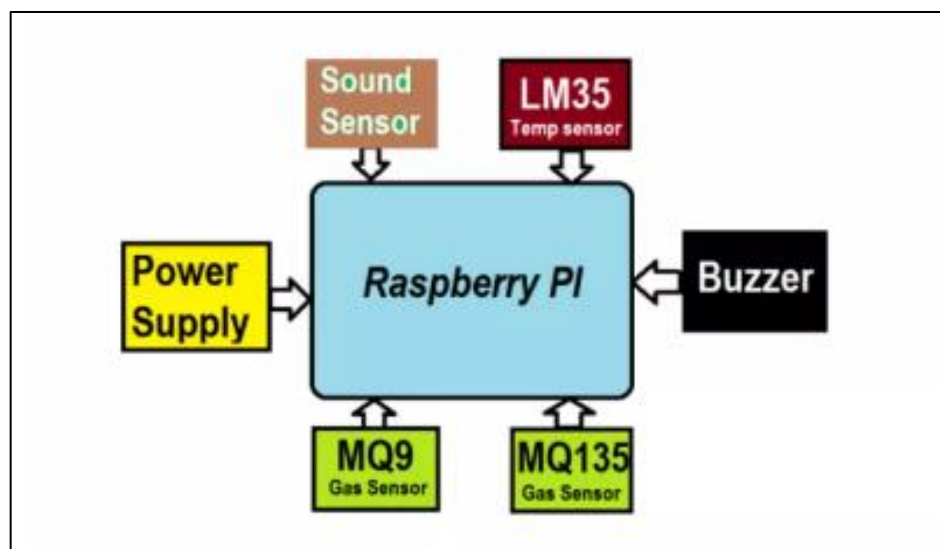 Sound
Sensor
LM35
Temp sensor
Power
Supply
Raspberry PI
Buzzer
MQ9
Gas Sensor
MQ135
Gas Sensor